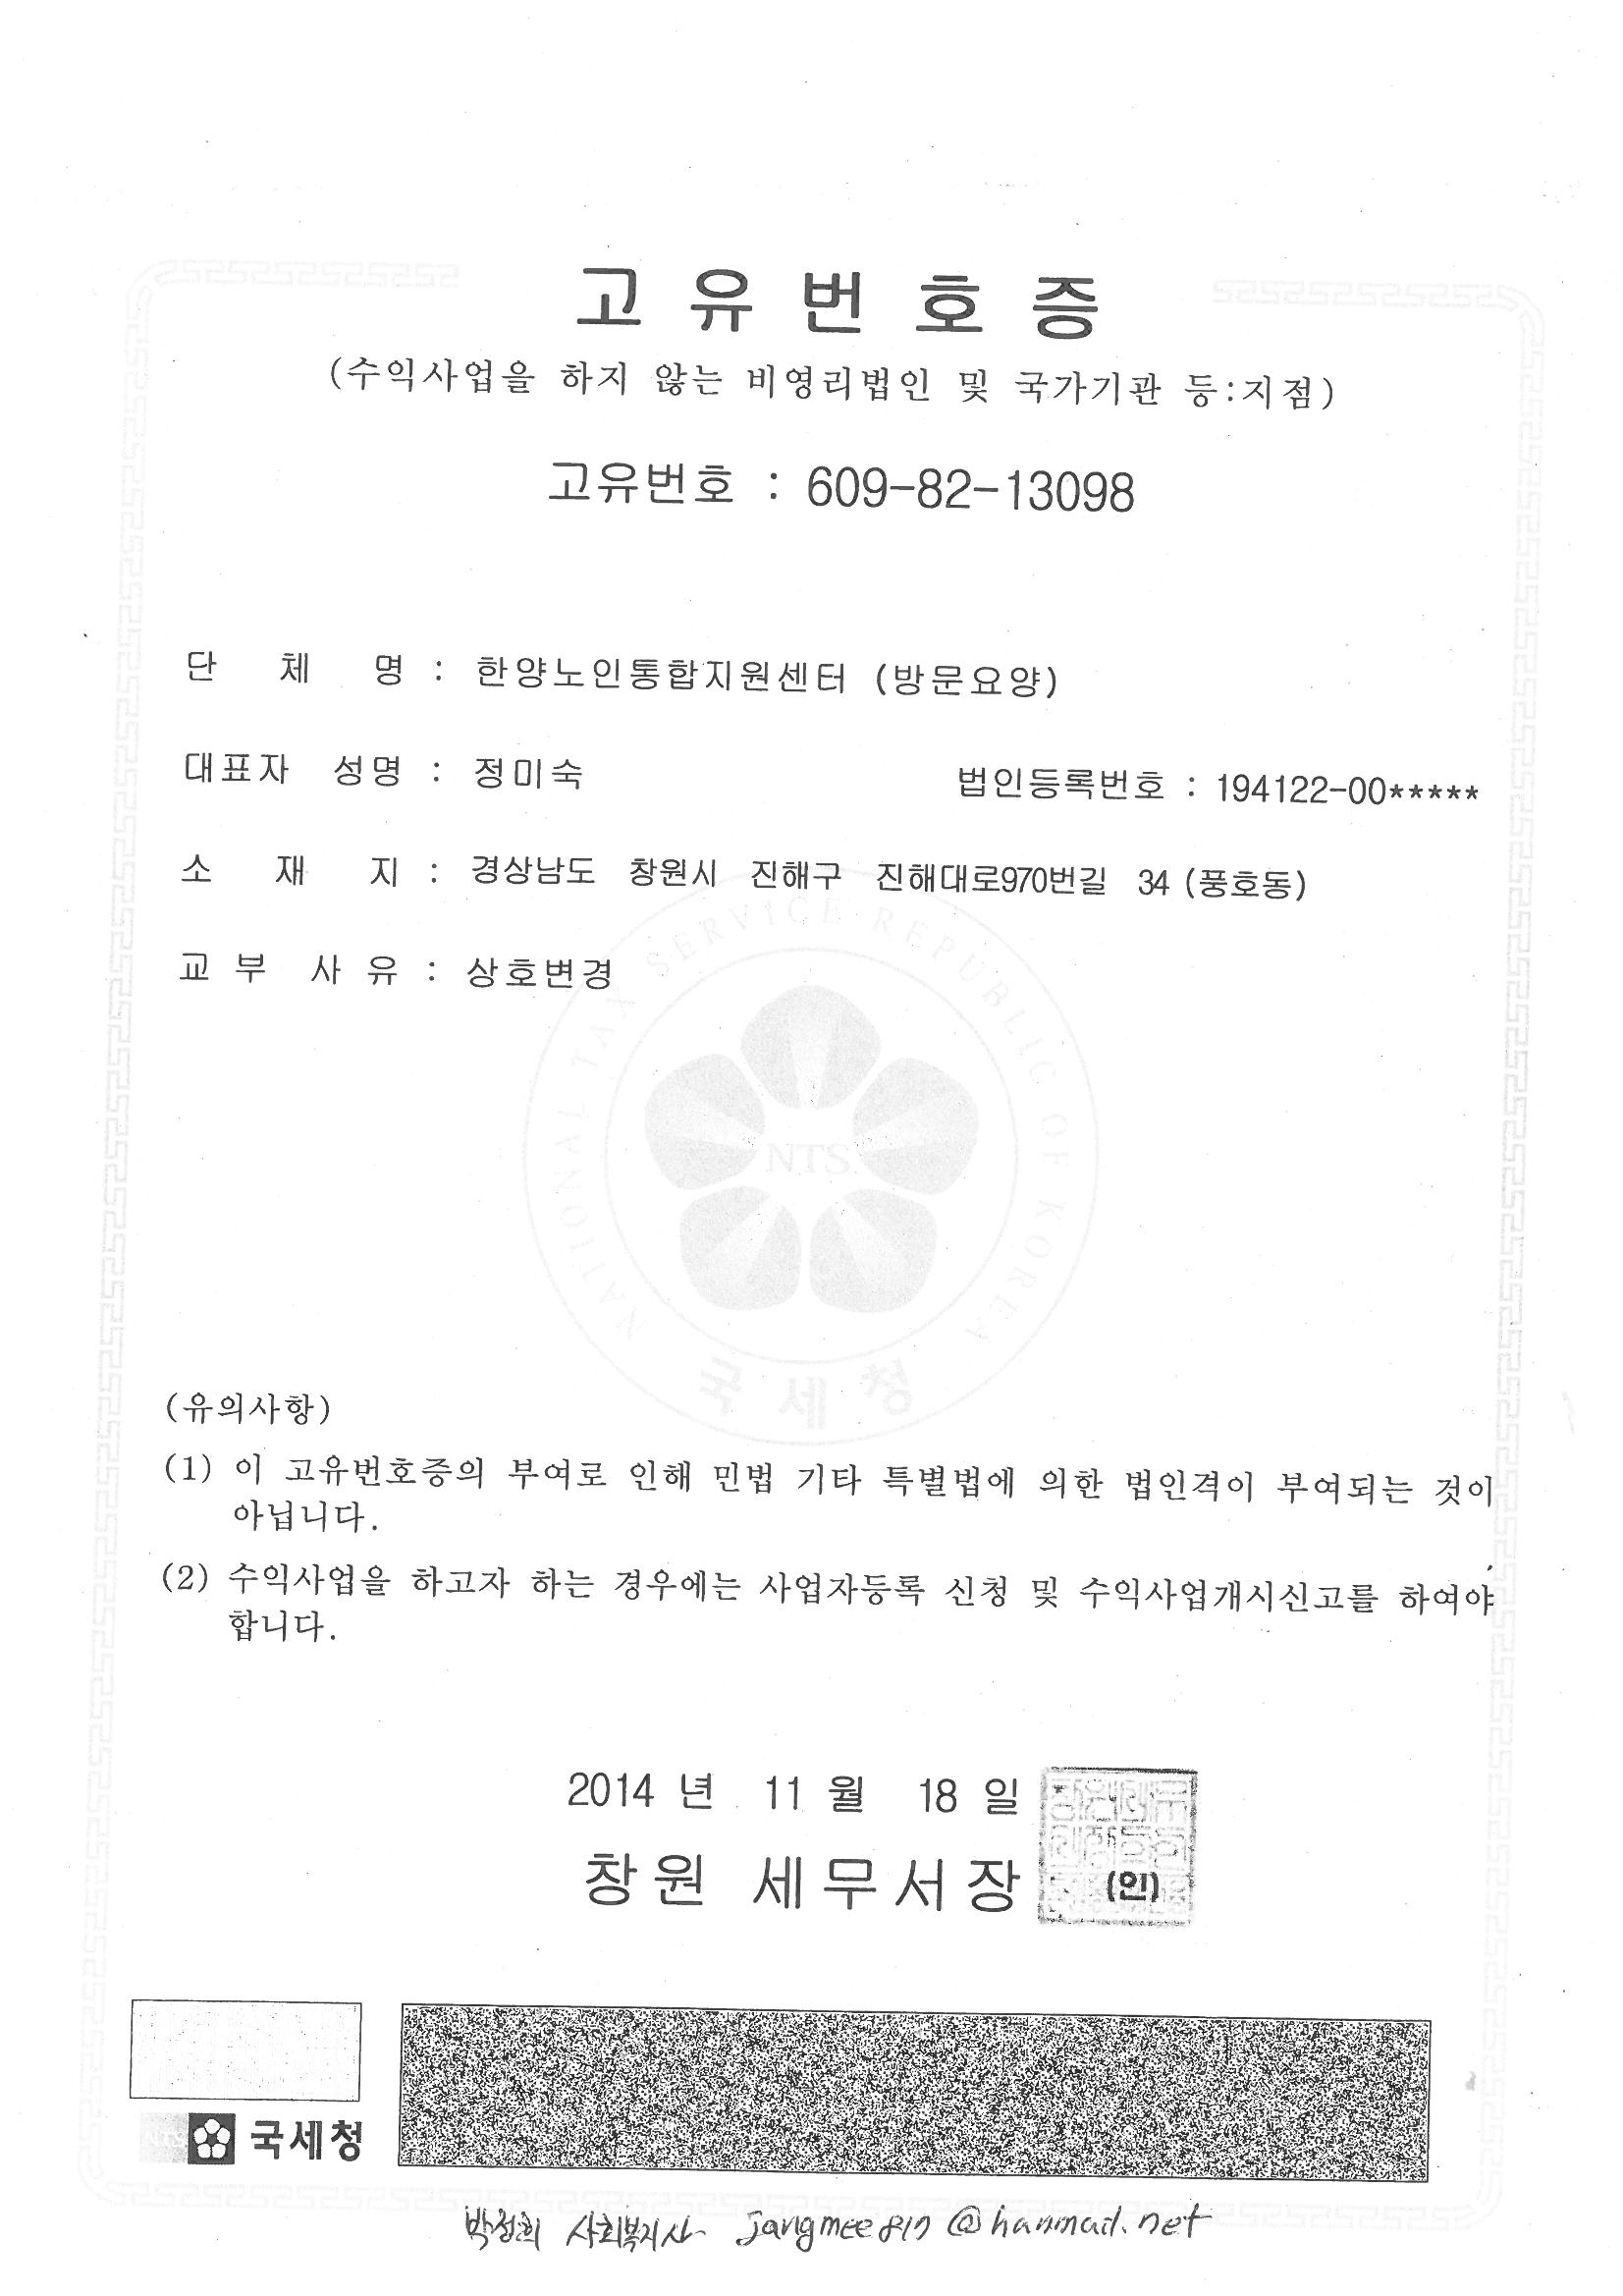 고유번호증
(수익사업을 하지 않는 비영리법인 및 국가기관 등:지점)
고유번호 : 609-82-13098
단 체 명 : 한양노인통합지원센터 (방문요양)
대표자 성명 : 정미숙 법인등록번호 : 194122-00*****
소 재 지 : 경상남도 창원시 진해구 진해대로970번길 34 (풍호동)
교 부 사 유 : 상호변경
NATIONAL TAX SERVICE REPUBLIC OF KOREA
NTS
국세청
(유의사항)
(1) 이 고유번호증의 부여로 인해 민법 기타 특별법에 의한 법인격이 부여되는 것이
아닙니다.
(2) 수익사업을 하고자 하는 경우에는 사업자등록 신청 및 수익사업개시신고를 하여야
합니다.
2014 년 11 월 18 일
창원 세무서장 (인)
국세청
박정희 사회복지사